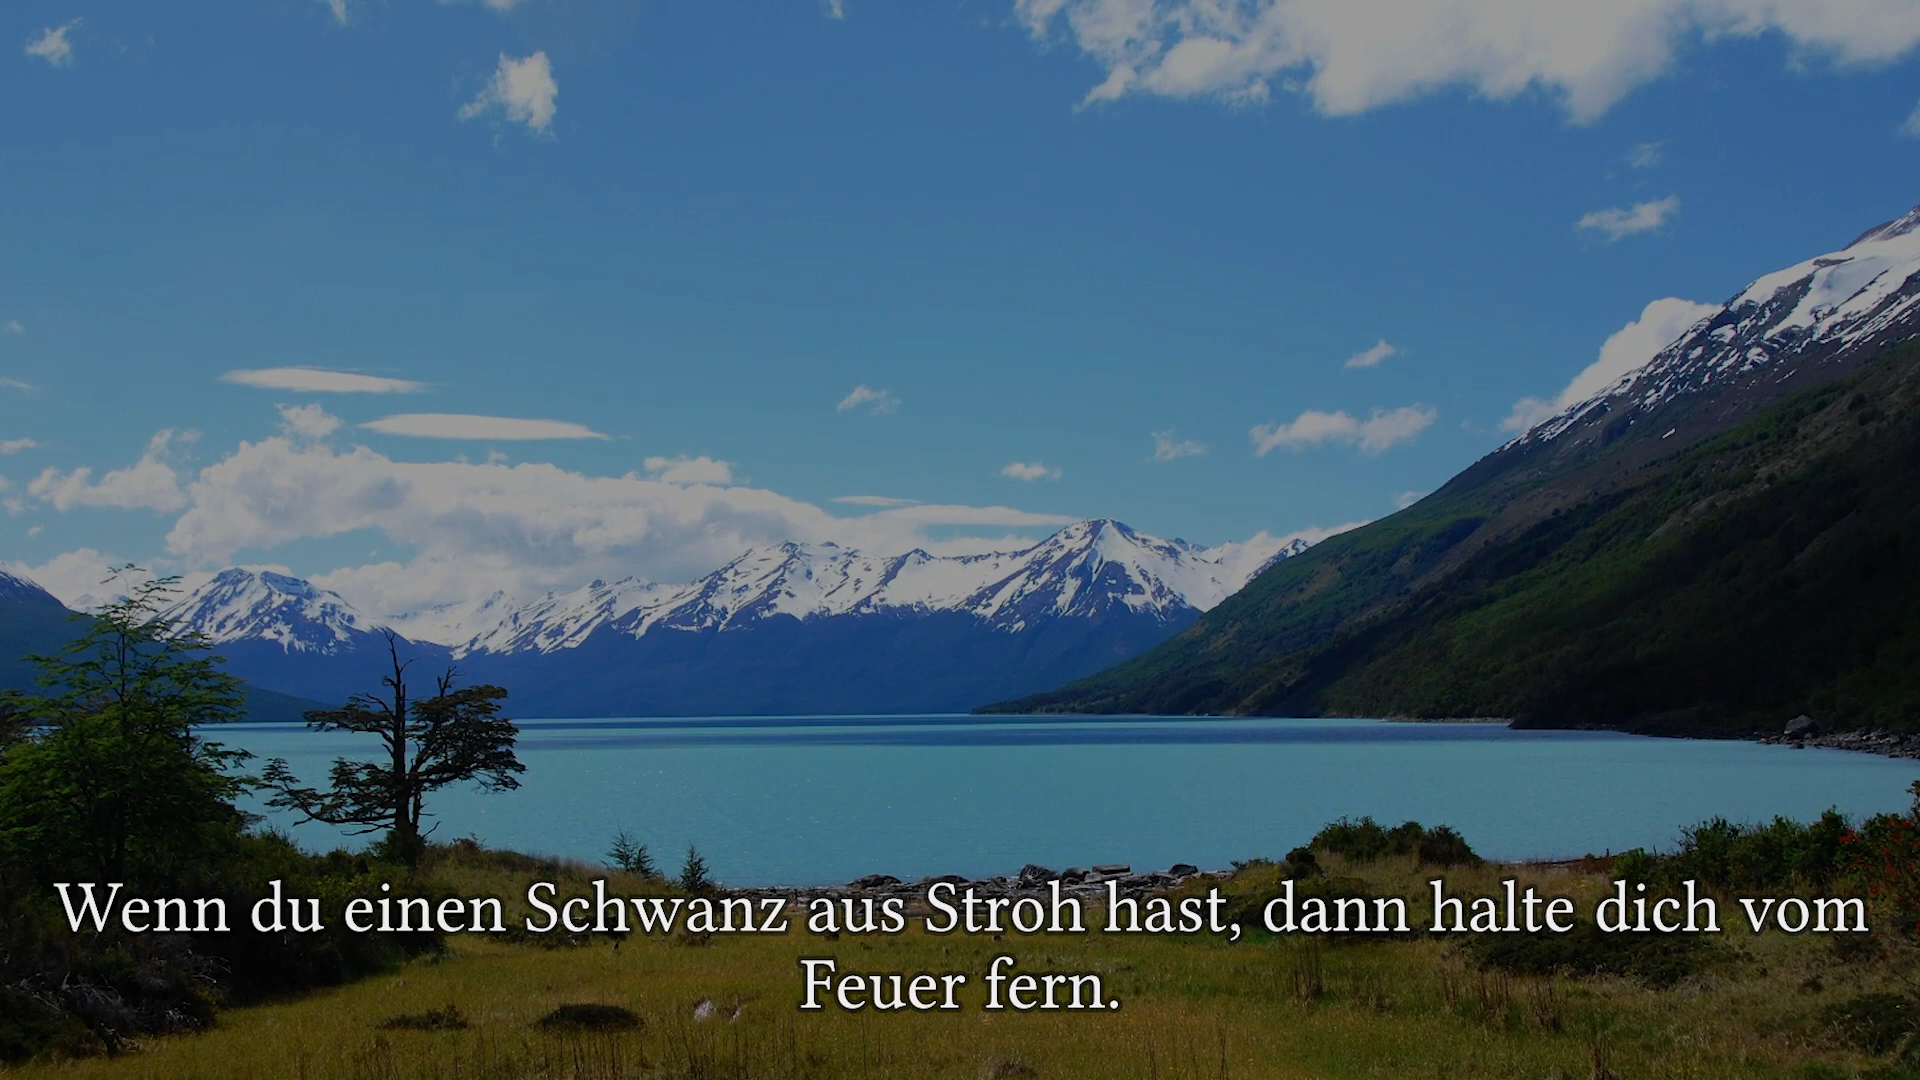 Wenn du einen Schwanz aus Stroh hast, dann halte dich vom
Feuer fern.